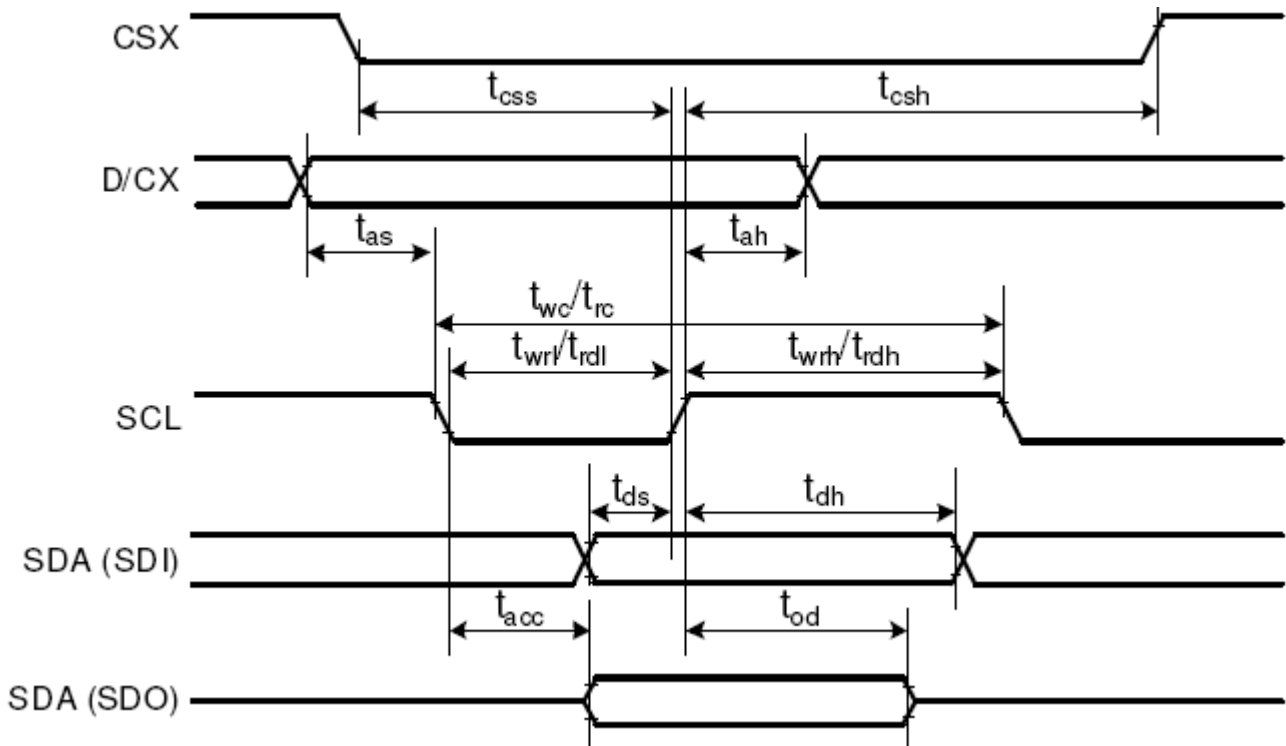 CSX
tcss
tcsh
D/CX
tas
tah
twc/trc
twrl/trdl
twrh/trdh
SCL
tds
tdh
SDA (SDI)
tacc
tod
SDA (SDO)